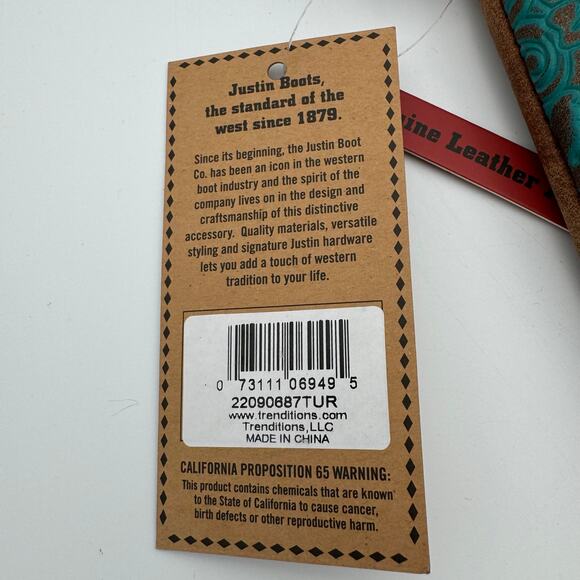 Justin Boots,
the standard of the
west since 1879.
Since its beginning, the Justin Boot
Co. has been an icon in the western
boot industry and the spirit of the
company lives on in the design and
craftsmanship of this distinctive
accessory. Quality materials, versatile
styling and signature Justin hardware
lets you add a touch of western
tradition to your life.
0 73111 06949 5
22090687TUR
www.trenditions.com
Trenditions,LLC
MADE IN CHINA
CALIFORNIA PROPOSITION 65 WARNING:
This product contains chemicals that are known
to the State of California to cause cancer,
birth defects or other reproductive harm.
Leather